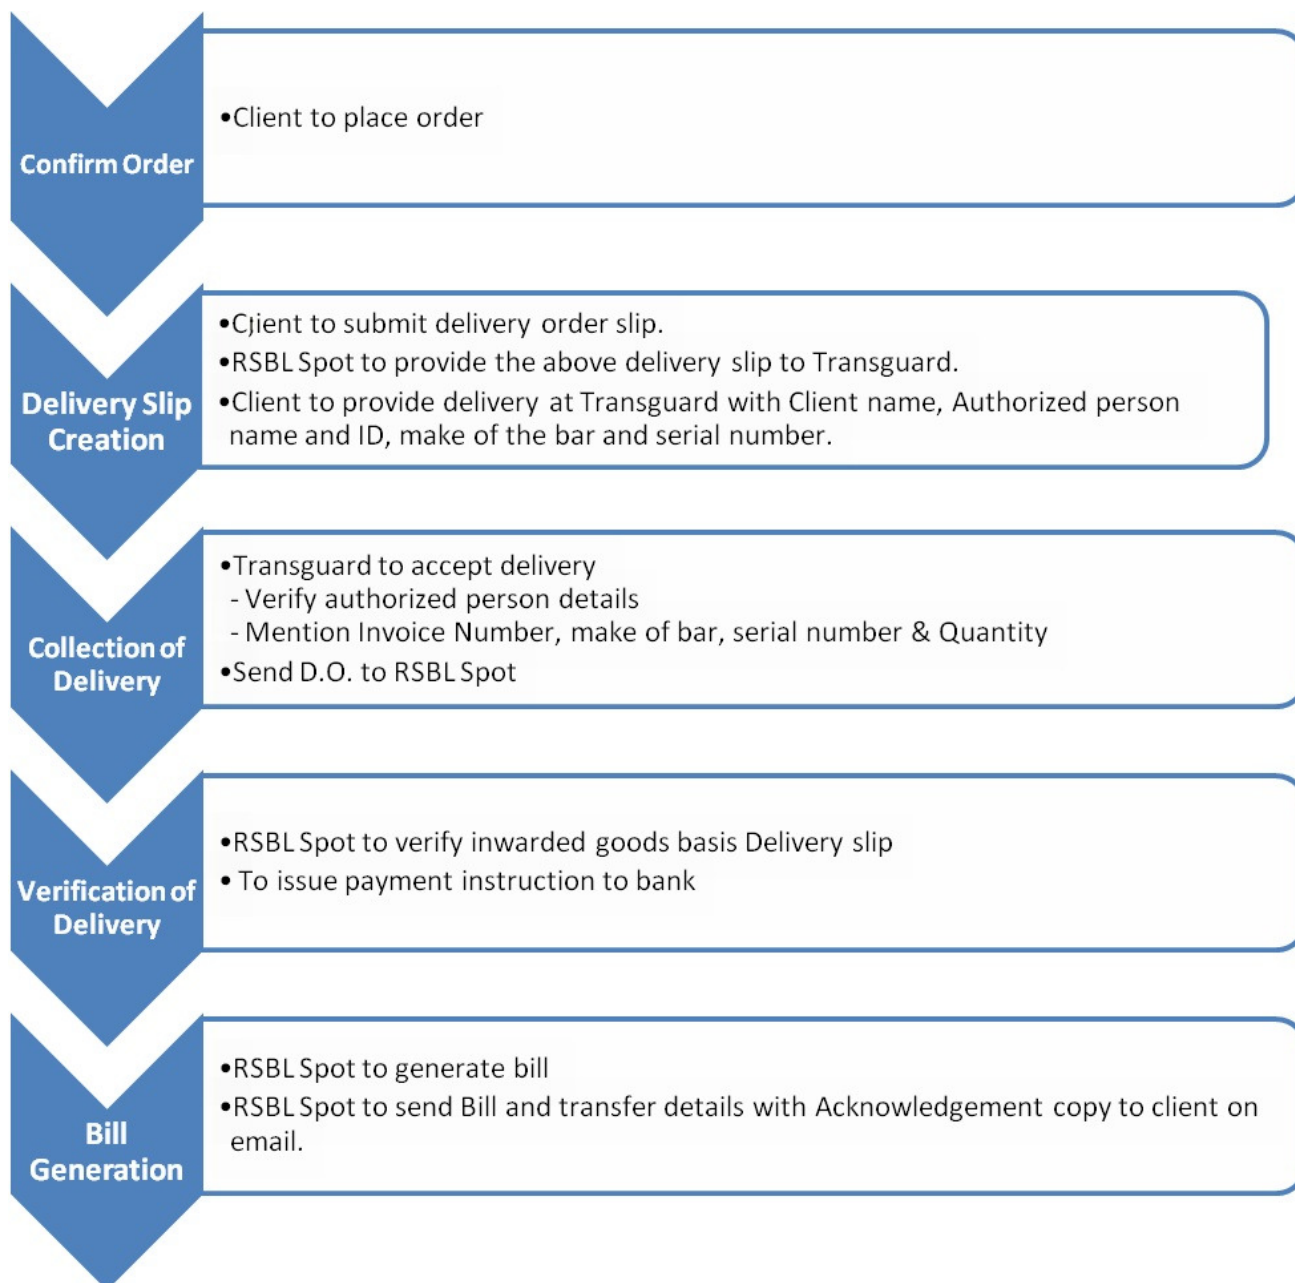 Confirm Order
•Client to place order
Delivery Slip
Creation
•Client to submit delivery order slip.
•RSBL Spot to provide the above delivery slip to Transguard.
•Client to provide delivery at Transguard with Client name, Authorized person
name and ID, make of the bar and serial number.
Collection of
Delivery
•Transguard to accept delivery
- Verify authorized person details
- Mention Invoice Number, make of bar, serial number & Quantity
•Send D.O. to RSBL Spot
Verification of
Delivery
•RSBL Spot to verify inwarded goods basis Delivery slip
• To issue payment instruction to bank
Bill
Generation
•RSBL Spot to generate bill
•RSBL Spot to send Bill and transfer details with Acknowledgement copy to client on
email.